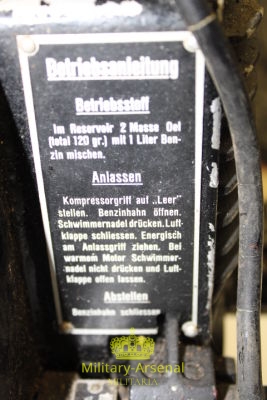 Betriebsanleitung
Betriebsstoff
Im Reservoir 2 Masse Oel
(total 120 gr.) mit 1 Liter Ben-
zin mischen.
Anlassen
Kompressorgriff auf „Leer"
stellen. Benzinhahn öffnen.
Schwimmernadel drücken. Luft-
klappe schliessen. Energisch
am Anlassgriff ziehen. Bei
warmem Motor Schwimmer-
nadel nicht drücken und Luft-
klappe offen lassen.
Abstellen
Benzinhahn schliessen
Military-Arsenal
MILITARIA